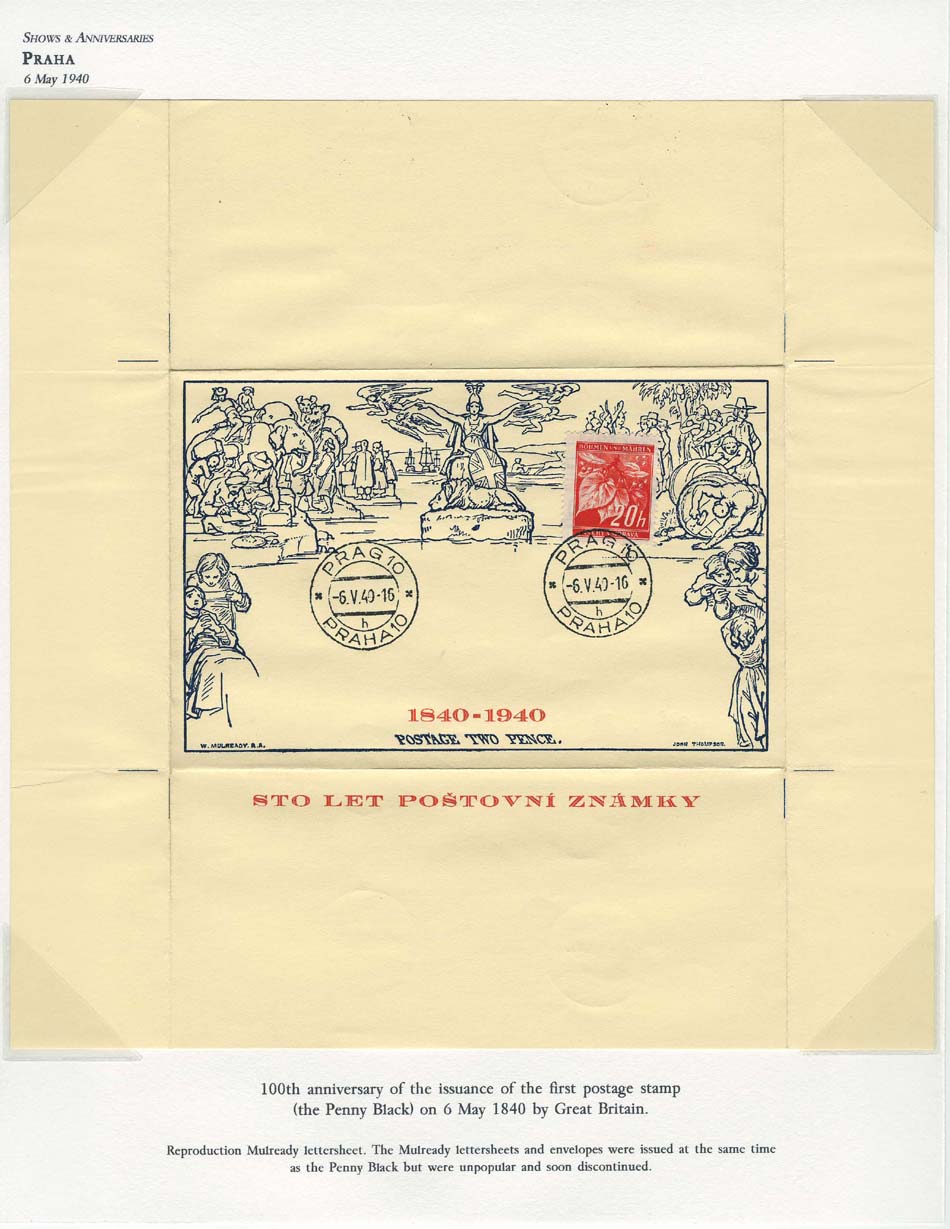 SHOWS & ANNIVERSARIES
PRAHA
6 May 1940
BÖHMEN u. MÄHREN
20h
MORAVA
PRAG 10
-6.V.40-16
h
PRAHA 10
PRAG 10
-6.V.40-16
h
PRAHA 10
1840-1940
POSTAGE TWO PENCE.
W. MULREADY. R.A.
JOHN THOMPSON.
STO LET POŠTOVNÍ ZNÁMKY
100th anniversary of the issuance of the first postage stamp
(the Penny Black) on 6 May 1840 by Great Britain.
Reproduction Mulready lettersheet. The Mulready lettersheets and envelopes were issued at the same time
as the Penny Black but were unpopular and soon discontinued.